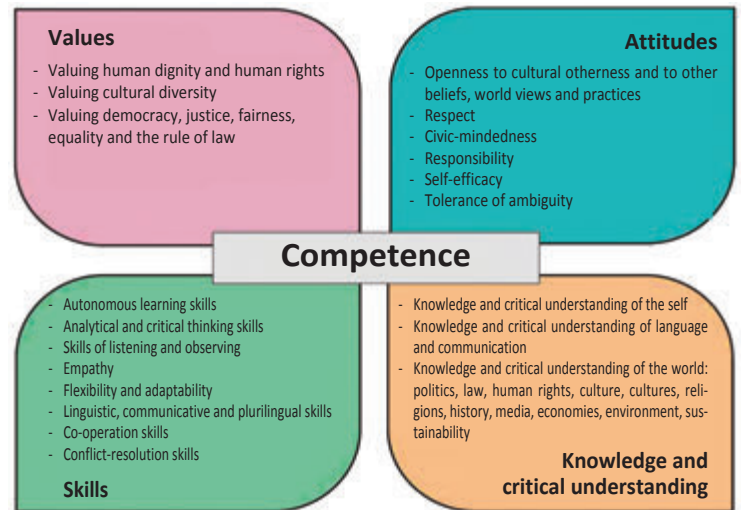 Values
- Valuing human dignity and human rights
- Valuing cultural diversity
- Valuing democracy, justice, fairness,
equality and the rule of law
Attitudes
- Openness to cultural otherness and to other
beliefs, world views and practices
- Respect
- Civic-mindedness
- Responsibility
- Self-efficacy
- Tolerance of ambiguity
Competence
- Autonomous learning skills
- Analytical and critical thinking skills
- Skills of listening and observing
- Empathy
- Flexibility and adaptability
- Linguistic, communicative and plurilingual skills
- Co-operation skills
- Conflict-resolution skills
Skills
- Knowledge and critical understanding of the self
- Knowledge and critical understanding of language
and communication
- Knowledge and critical understanding of the world:
politics, law, human rights, culture, cultures, reli-
gions, history, media, economies, environment, sus-
tainability
Knowledge and
critical understanding